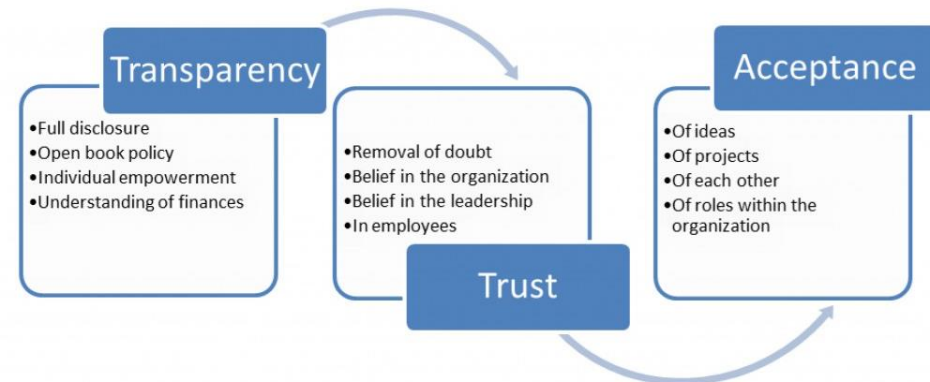 Transparency
•Full disclosure
•Open book policy
•Individual empowerment
•Understanding of finances
•Removal of doubt
•Belief in the organization
•Belief in the leadership
•In employees
Trust
Acceptance
•Of ideas
•Of projects
•Of each other
•Of roles within the
organization